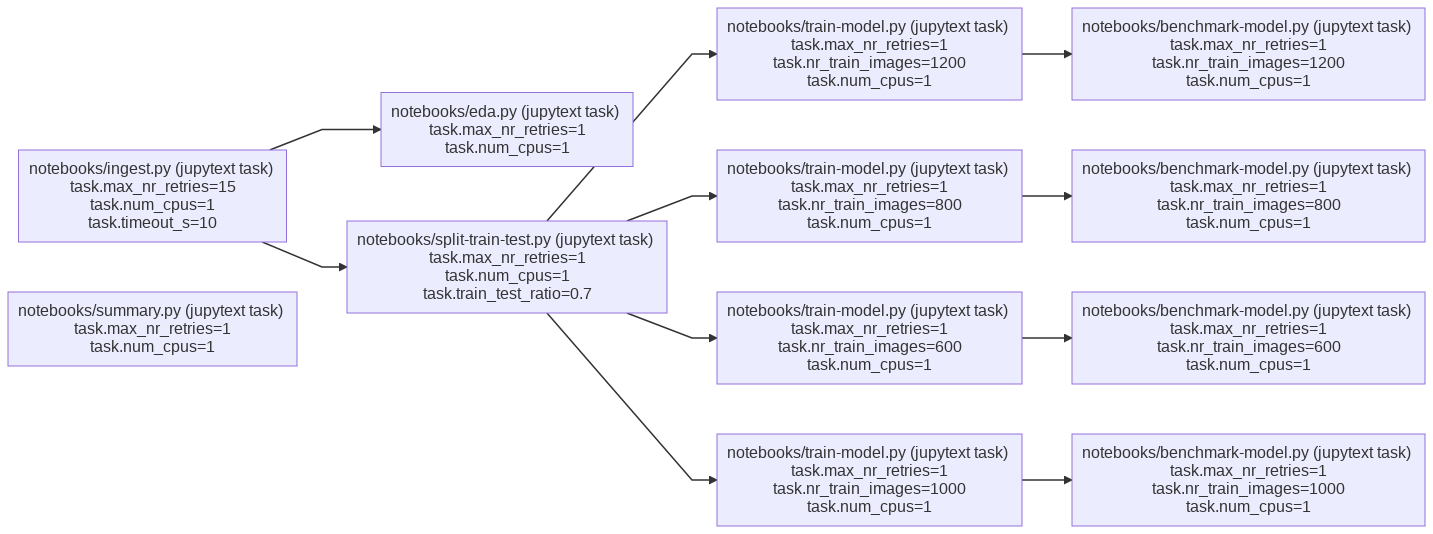 notebooks/ingest.py (jupytext task)
task.max_nr_retries=15
task.num_cpus=1
task.timeout_s=10
notebooks/summary.py (jupytext task)
task.max_nr_retries=1
task.num_cpus=1
notebooks/eda.py (jupytext task)
task.max_nr_retries=1
task.num_cpus=1
notebooks/split-train-test.py (jupytext task)
task.max_nr_retries=1
task.num_cpus=1
task.train_test_ratio=0.7
notebooks/train-model.py (jupytext task)
task.max_nr_retries=1
task.nr_train_images=1200
task.num_cpus=1
notebooks/benchmark-model.py (jupytext task)
task.max_nr_retries=1
task.nr_train_images=1200
task.num_cpus=1
notebooks/train-model.py (jupytext task)
task.max_nr_retries=1
task.nr_train_images=800
task.num_cpus=1
notebooks/benchmark-model.py (jupytext task)
task.max_nr_retries=1
task.nr_train_images=800
task.num_cpus=1
notebooks/train-model.py (jupytext task)
task.max_nr_retries=1
task.nr_train_images=600
task.num_cpus=1
notebooks/benchmark-model.py (jupytext task)
task.max_nr_retries=1
task.nr_train_images=600
task.num_cpus=1
notebooks/train-model.py (jupytext task)
task.max_nr_retries=1
task.nr_train_images=1000
task.num_cpus=1
notebooks/benchmark-model.py (jupytext task)
task.max_nr_retries=1
task.nr_train_images=1000
task.num_cpus=1